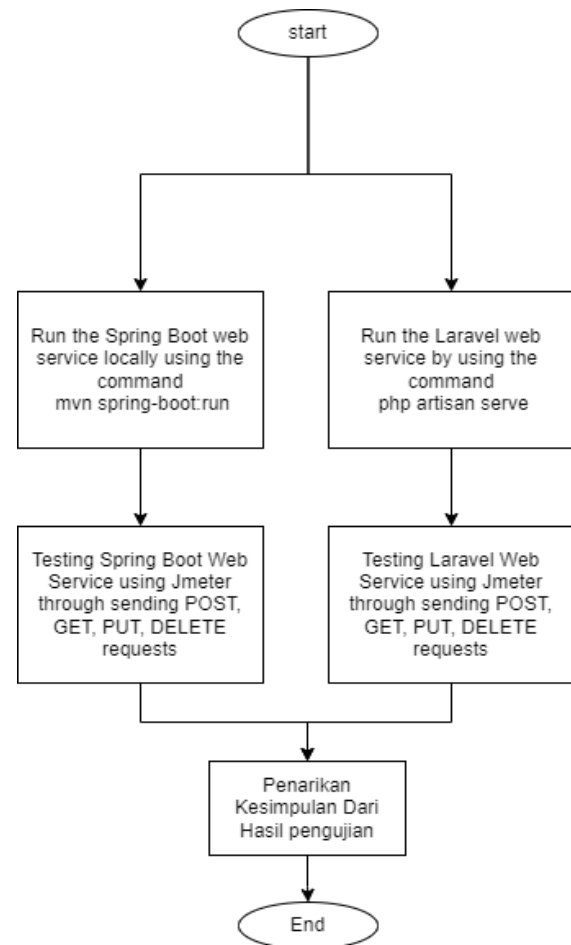 start
Run the Spring Boot web
service locally using the
command
mvn spring-boot:run
Run the Laravel web
service by using the
command
php artisan serve
Testing Spring Boot Web
Service using Jmeter
through sending POST,
GET, PUT, DELETE
requests
Testing Laravel Web
Service using Jmeter
through sending POST,
GET, PUT, DELETE
requests
Penarikan
Kesimpulan Dari
Hasil pengujian
End